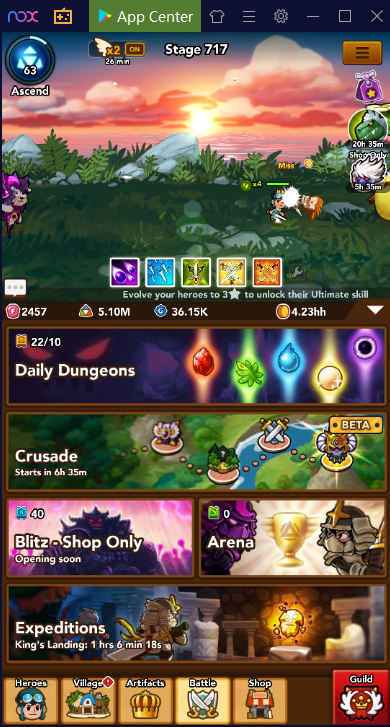 nox App Center
x2 ON
26 min
Stage 717
63
Ascend
20h 35m
Shop Only
5h 35m
Miss
x4
Evolve your heroes to 3 to unlock their Ultimate skill
2457 5.10M 36.15K 4.23hh
22/10
Daily Dungeons
BETA
Crusade
Starts in 6h 35m
40
Blitz - Shop Only
Opening soon
0
Arena
Expeditions
King's Landing: 1 hrs 6 min 18s
Heroes Village Artifacts Battle Shop Guild